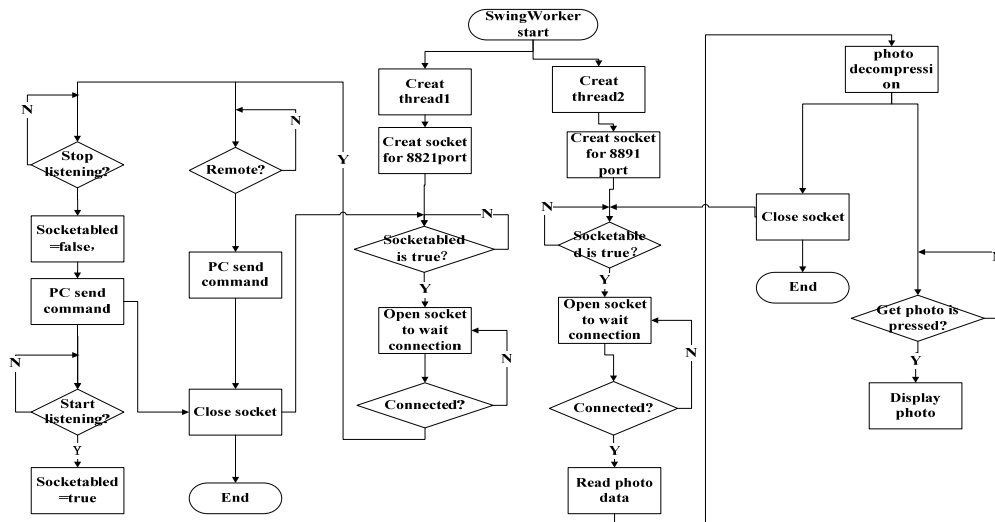 SwingWorker
start
Creat
thread1
Creat
thread2
photo
decompressi
on
N
N
Creat socket
for 8821port
Creat socket
for 8891
port
Y
Stop
listening?
Remote?
Socketabled
=false,
N
Socketabled
is true?
N
Socketable
d is true?
Close socket
PC send
command
PC send
command
Y
Y
End
N
Open socket
to wait
connection
N
Open socket
to wait
connection
N
Get photo is
pressed?
N
Start
listening?
Close socket
Connected?
Connected?
Y
Display
photo
Y
Y
Socketabled
=true
End
Read photo
data